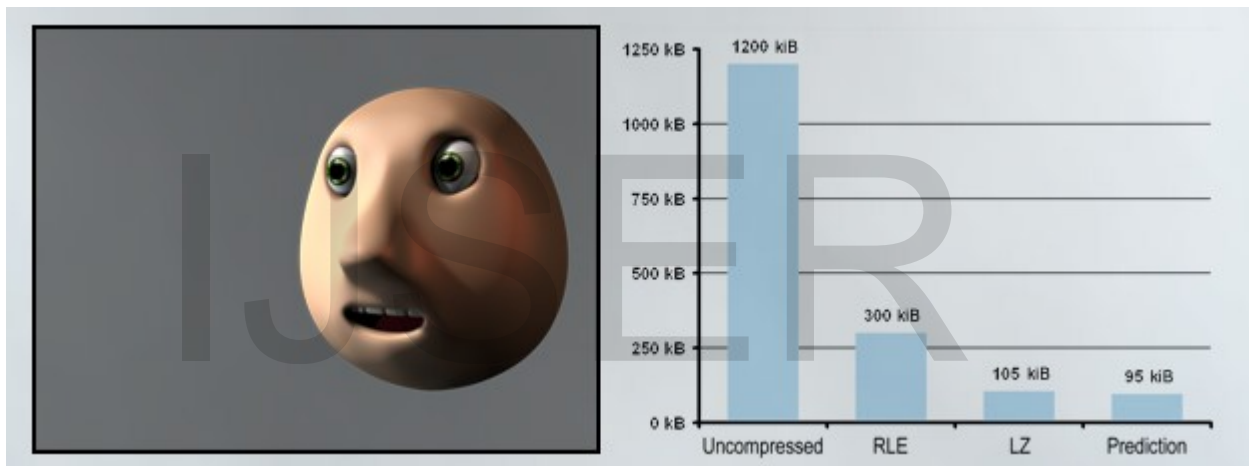 IJSER
1250 kB
1200 kiB
1000 kB
750 kB
500 kB
300 kiB
250 kB
105 kiB
95 kiB
0 kB
Uncompressed
RLE
LZ
Prediction